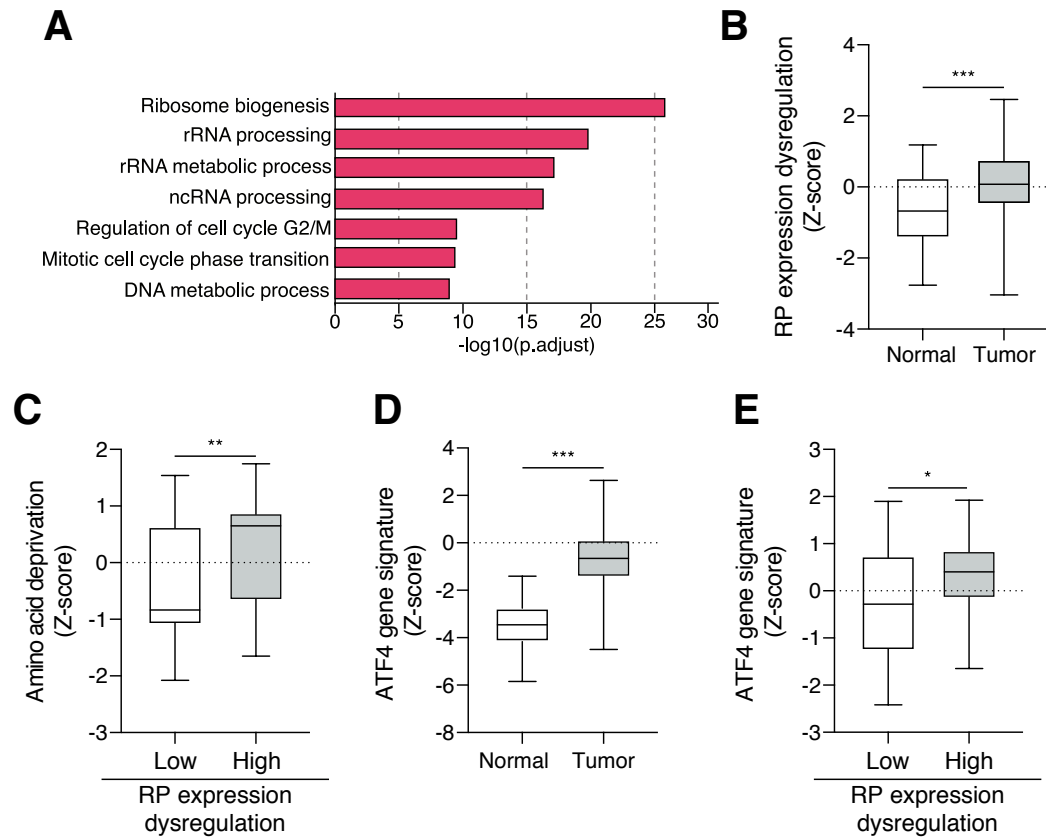 A
Ribosome biogenesis
rRNA processing
rRNA metabolic process
ncRNA processing
Regulation of cell cycle G2/M
Mitotic cell cycle phase transition
DNA metabolic process
0 5 10 15 20 25 30
-log10(p.adjust)
B
RP expression dysregulation
(Z-score)
4
2
0
-2
-4
***
Normal Tumor
C
Amino acid deprivation
(Z-score)
2
1
0
-1
-2
-3
**
Low High
RP expression
dysregulation
D
ATF4 gene signature
(Z-score)
4
2
0
-2
-4
-6
-8
***
Normal Tumor
E
ATF4 gene signature
(Z-score)
3
2
1
0
-1
-2
-3
*
Low High
RP expression
dysregulation